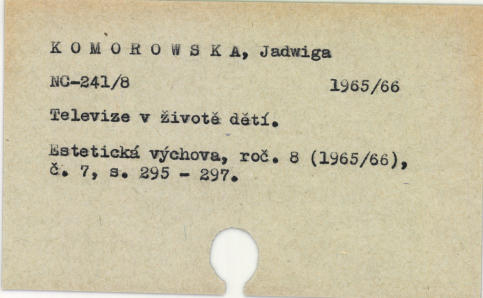 K O M O R O W S K A, Jadwiga
NC-241/8 1965/66
Televize v životě dětí.
Estetická výchova, roč. 8 (1965/66),
č. 7, s. 295 - 297.